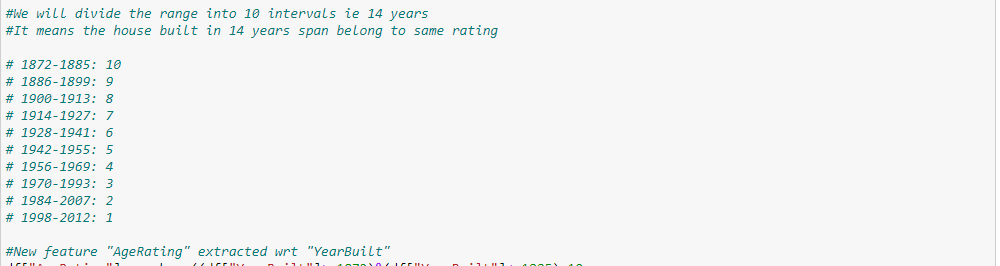 #We will divide the range into 10 intervals ie 14 years
#It means the house built in 14 years span belong to same rating
# 1872-1885: 10
# 1886-1899: 9
# 1900-1913: 8
# 1914-1927: 7
# 1928-1941: 6
# 1942-1955: 5
# 1956-1969: 4
# 1970-1993: 3
# 1984-2007: 2
# 1998-2012: 1
#New feature "AgeRating" extracted wrt "YearBuilt"